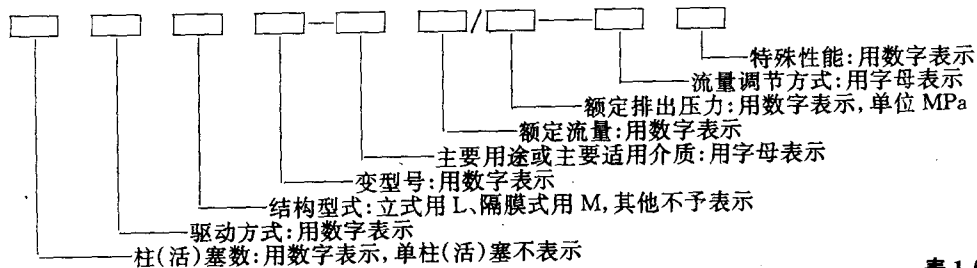 特殊性能:用数字表示
流量调节方式:用字母表示
额定排出压力:用数字表示,单位 MPa
额定流量:用数字表示
主要用途或主要适用介质:用字母表示
变型号:用数字表示
结构型式:立式用 L、隔膜式用 M,其他不予表示
驱动方式:用数字表示
柱(活)塞数:用数字表示,单柱(活)塞不表示